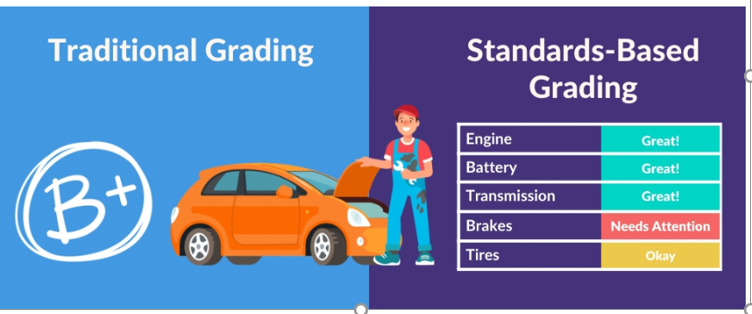 Traditional Grading
B+
Standards-Based
Grading
Engine Great!
Battery Great!
Transmission Great!
Brakes Needs Attention
Tires Okay